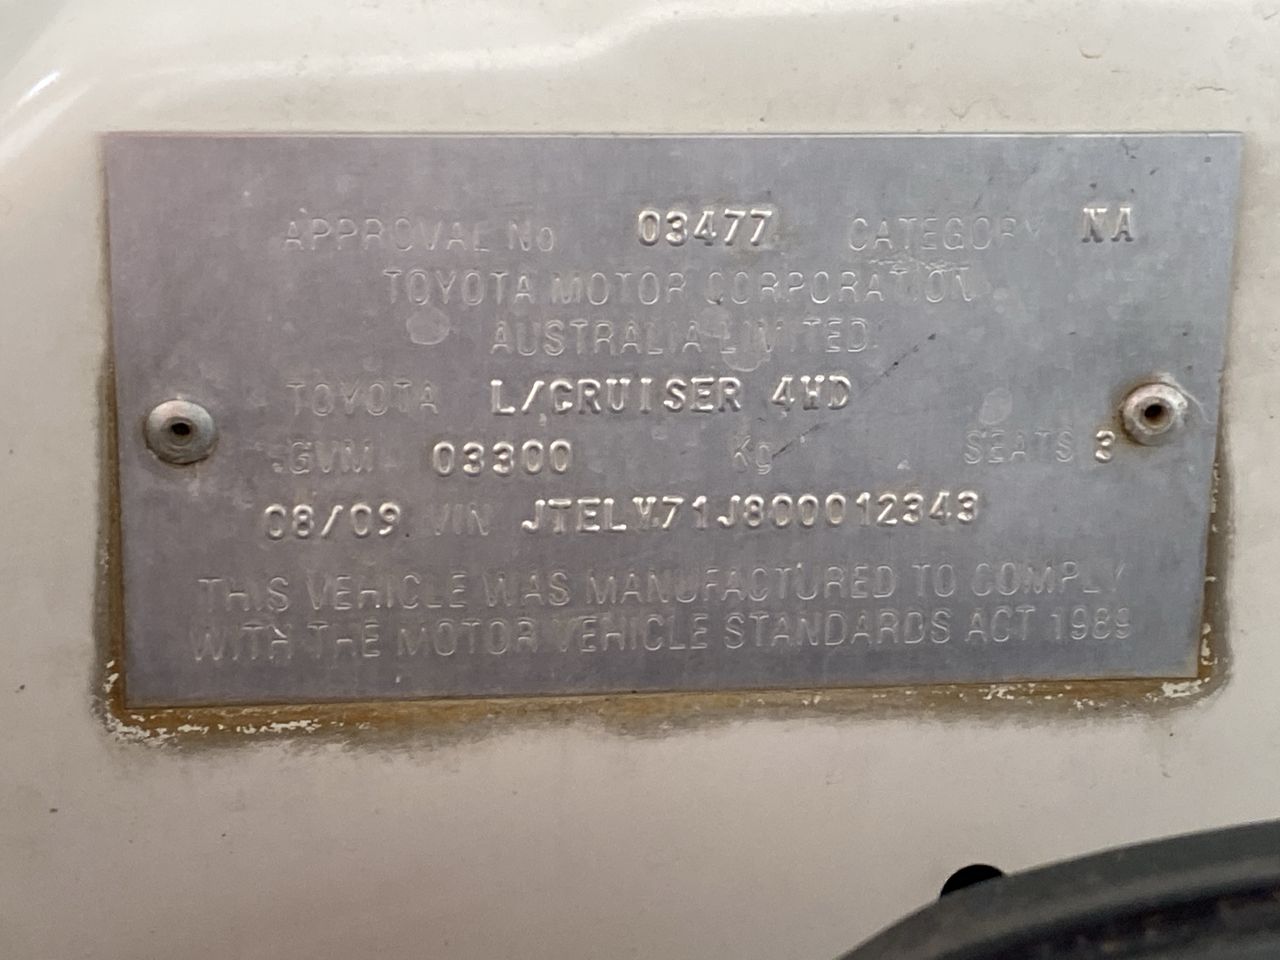 APPROVAL No 03477 CATEGORY NA
TOYOTA MOTOR CORPORATION
AUSTRALIA LIMITED
TOYOTA L/CRUISER 4WD
GVM 03300 Kg SEATS 3
08/09 VIN JTELV71J800012343
THIS VEHICLE WAS MANUFACTURED TO COMPLY
WITH THE MOTOR VEHICLE STANDARDS ACT 1989